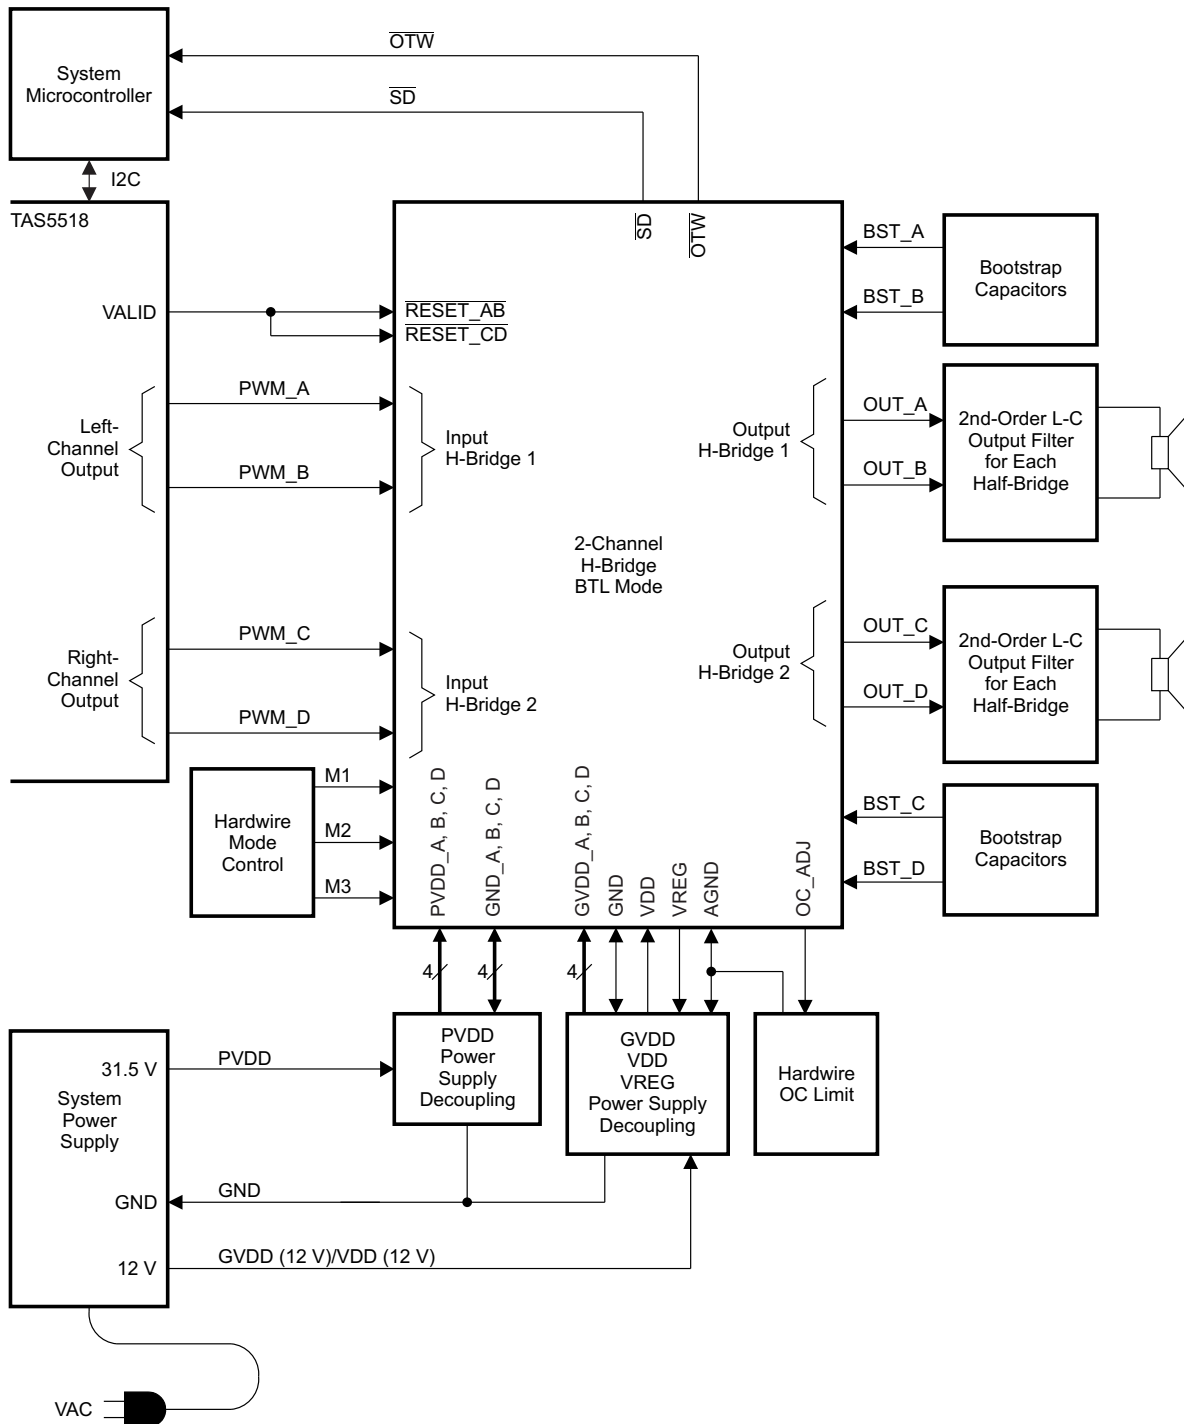 OTW
System
Microcontroller
SD
I2C
TAS5518
SD
OTW
BST_A
Bootstrap
Capacitors
BST_B
VALID
RESET_AB
RESET_CD
PWM_A
Left-
Channel
Output
Input
H-Bridge 1
PWM_B
Output
H-Bridge 1
OUT_A
OUT_B
2nd-Order L-C
Output Filter
for Each
Half-Bridge
2-Channel
H-Bridge
BTL Mode
PWM_C
Right-
Channel
Output
Input
H-Bridge 2
PWM_D
Output
H-Bridge 2
OUT_C
OUT_D
2nd-Order L-C
Output Filter
for Each
Half-Bridge
M1
Hardwire
Mode
Control
M2
M3
PVDD_A, B, C, D
GND_A, B, C, D
GVDD_A, B, C, D
GND
VDD
VREG
AGND
OC_ADJ
BST_C
Bootstrap
Capacitors
BST_D
4
4
4
PVDD
Power
Supply
Decoupling
GVDD
VDD
VREG
Power Supply
Decoupling
Hardwire
OC Limit
31.5 V
PVDD
System
Power
Supply
GND
GND
12 V
GVDD (12 V)/VDD (12 V)
VAC